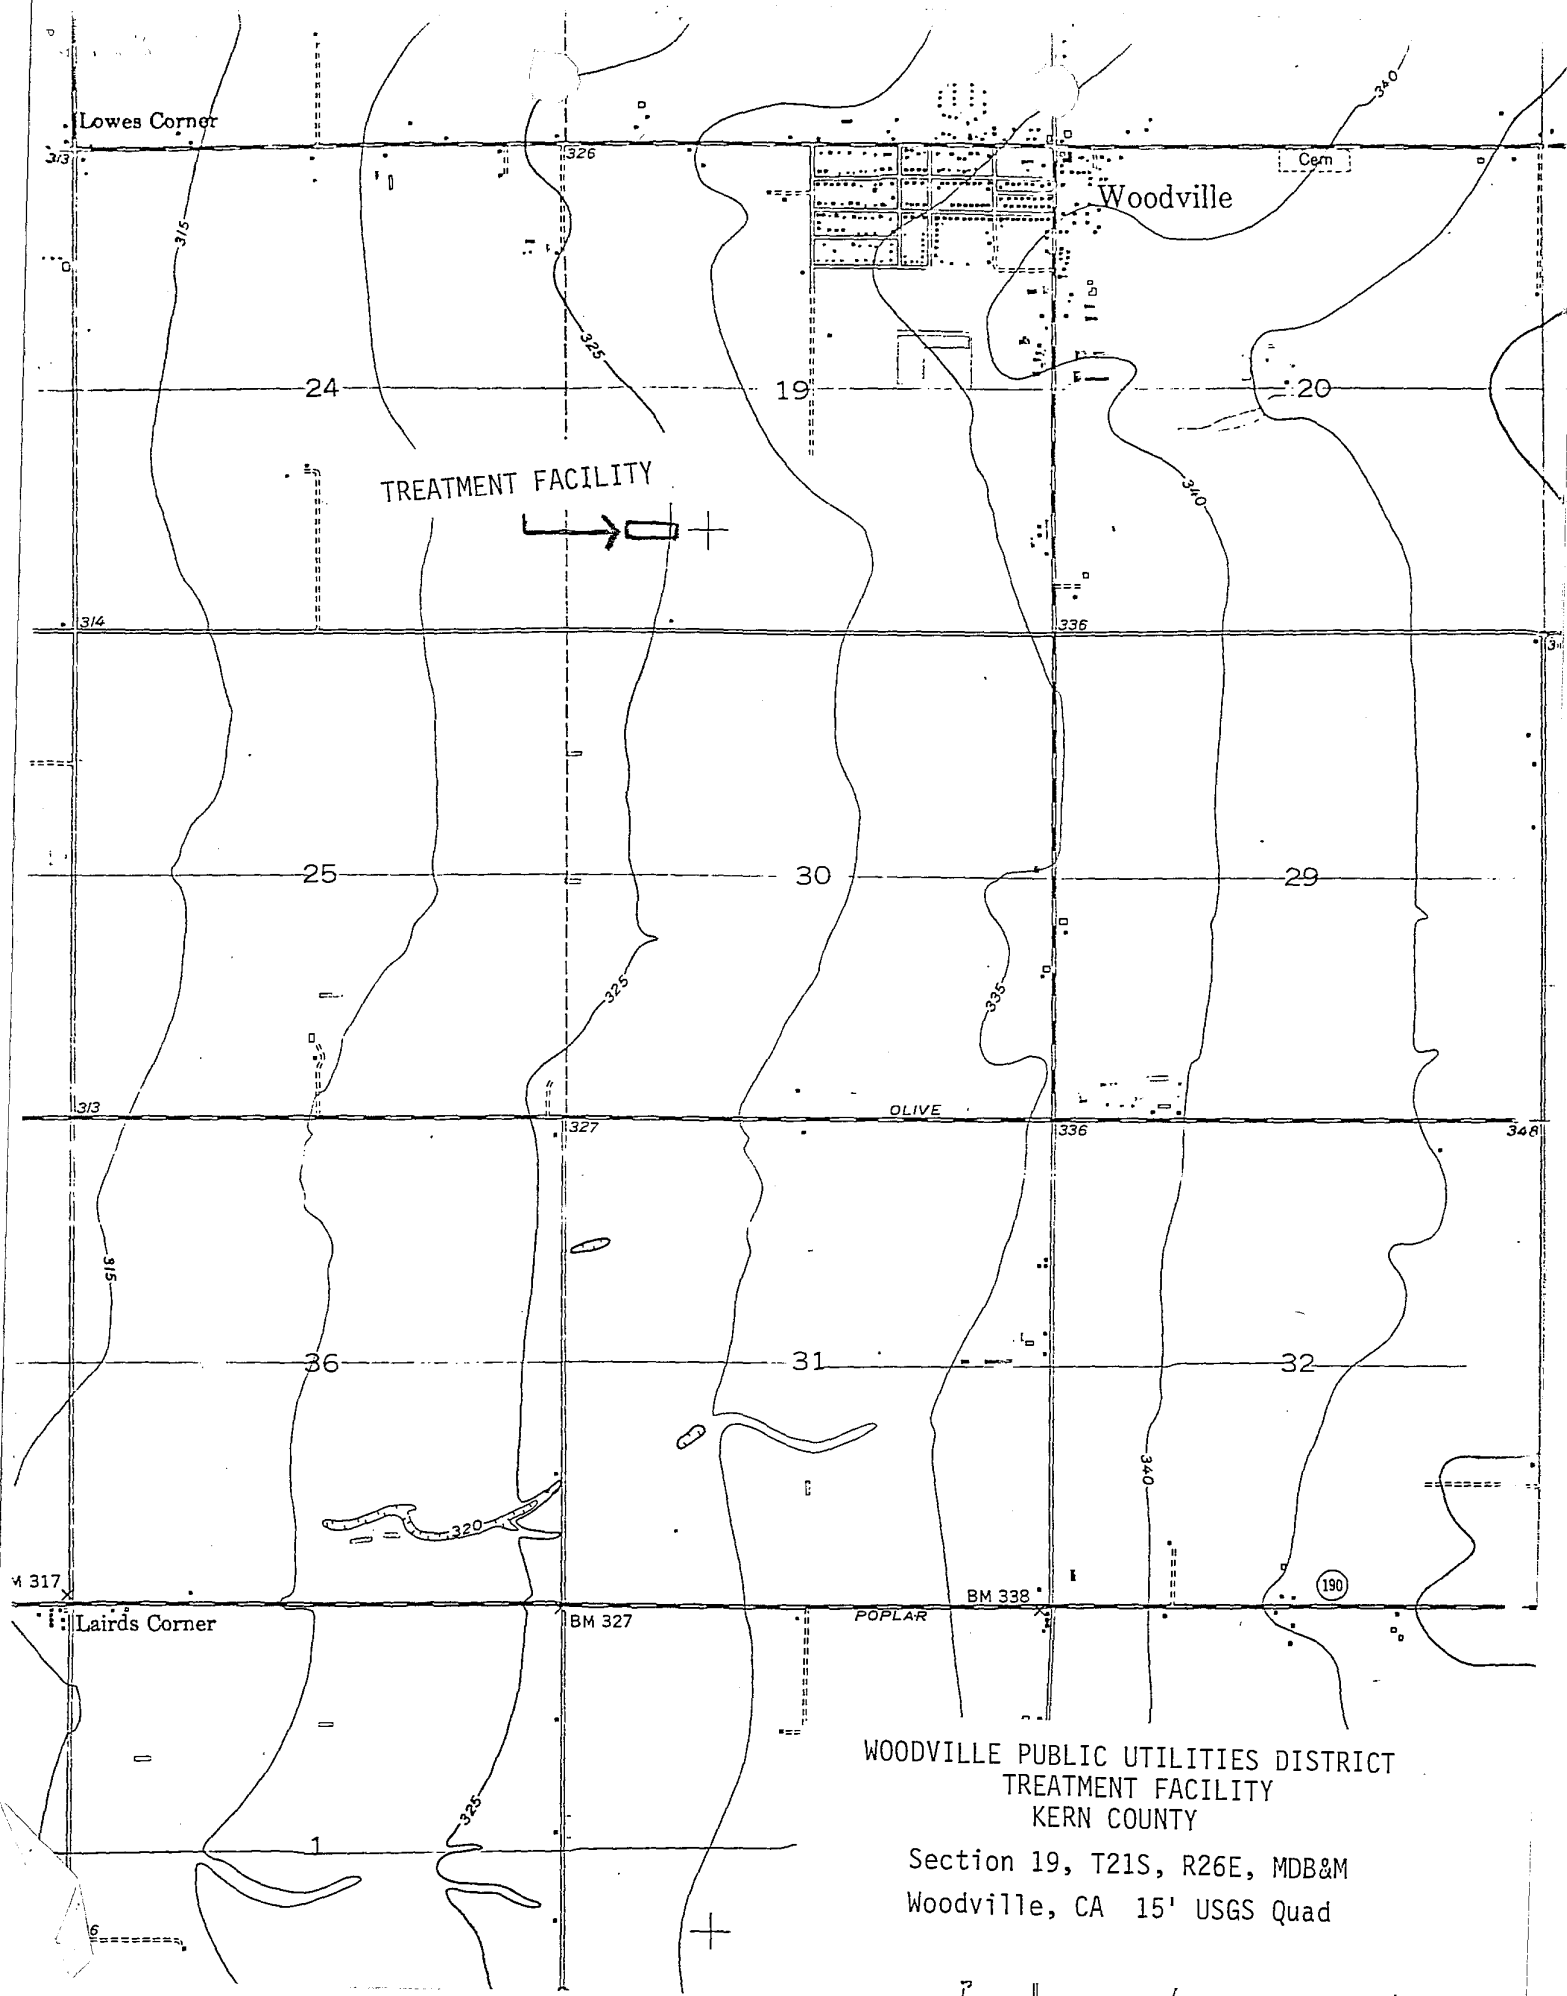 340
Lowes Corner
313
326
Cem
Woodville
315
325
24
19
20
TREATMENT FACILITY
340
314
336
25
30
29
325
335
313
OLIVE
327
336
348
315
36
31
32
340
320
M 317
BM 338
190
Lairds Corner
BM 327
POPLAR
325
1
6
WOODVILLE PUBLIC UTILITIES DISTRICT
TREATMENT FACILITY
KERN COUNTY
Section 19, T21S, R26E, MDB&M
Woodville, CA 15' USGS Quad